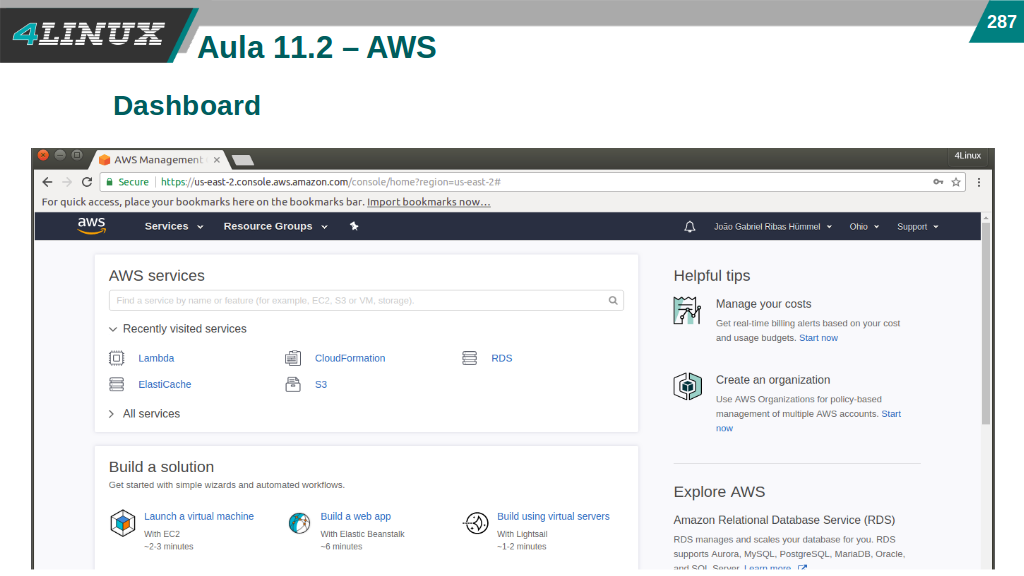 4LINUX
287
Aula 11.2 – AWS
Dashboard
AWS Management
4Linux
Secure https://us-east-2.console.aws.amazon.com/console/home?region=us-east-2#
For quick access, place your bookmarks here on the bookmarks bar. Import bookmarks now...
aws Services Resource Groups João Gabriel Ribas Hümmel Ohio Support
AWS services
Find a service by name or feature (for example, EC2, S3 or VM, storage).
Recently visited services
Lambda CloudFormation RDS
ElastiCache S3
All services
Build a solution
Get started with simple wizards and automated workflows.
Launch a virtual machine
With EC2
~2-3 minutes
Build a web app
With Elastic Beanstalk
~6 minutes
Build using virtual servers
With Lightsail
~1-2 minutes
Helpful tips
Manage your costs
Get real-time billing alerts based on your cost
and usage budgets. Start now
Create an organization
Use AWS Organizations for policy-based
management of multiple AWS accounts. Start
now
Explore AWS
Amazon Relational Database Service (RDS)
RDS manages and scales your database for you. RDS
supports Aurora, MySQL, PostgreSQL, MariaDB, Oracle,
and SQL Server. Learn more